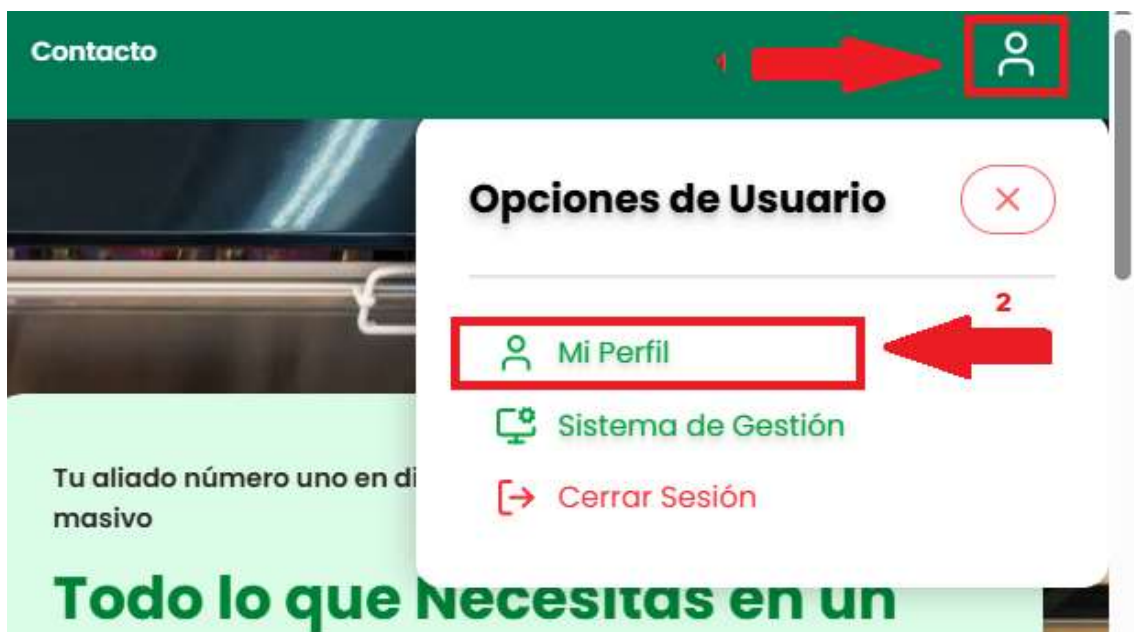 Contacto
1
Opciones de Usuario
2
Mi Perfil
Sistema de Gestión
Cerrar Sesión
Tu aliado número uno en di
masivo
Todo lo que Necesitas en un